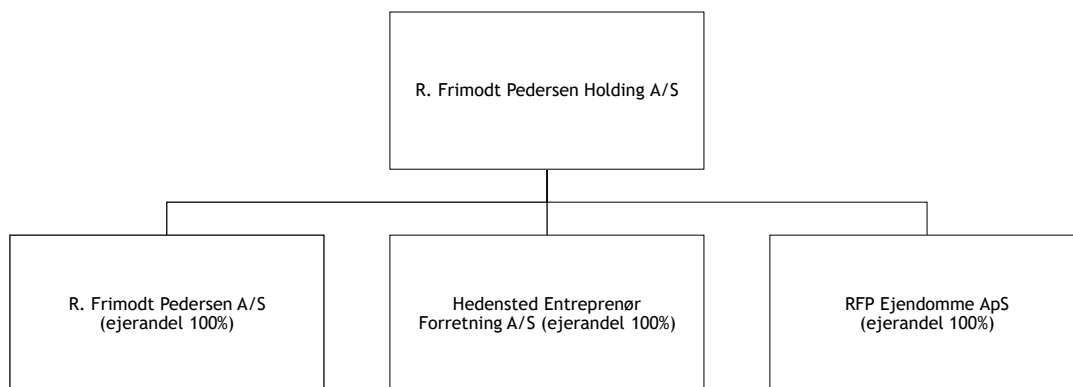 R. Frimodt Pedersen Holding A/S
R. Frimodt Pedersen A/S
(ejerandel 100%)
Hedensted Entreprenør
Forretning A/S (ejerandel 100%)
RFP Ejendomme ApS
(ejerandel 100%)